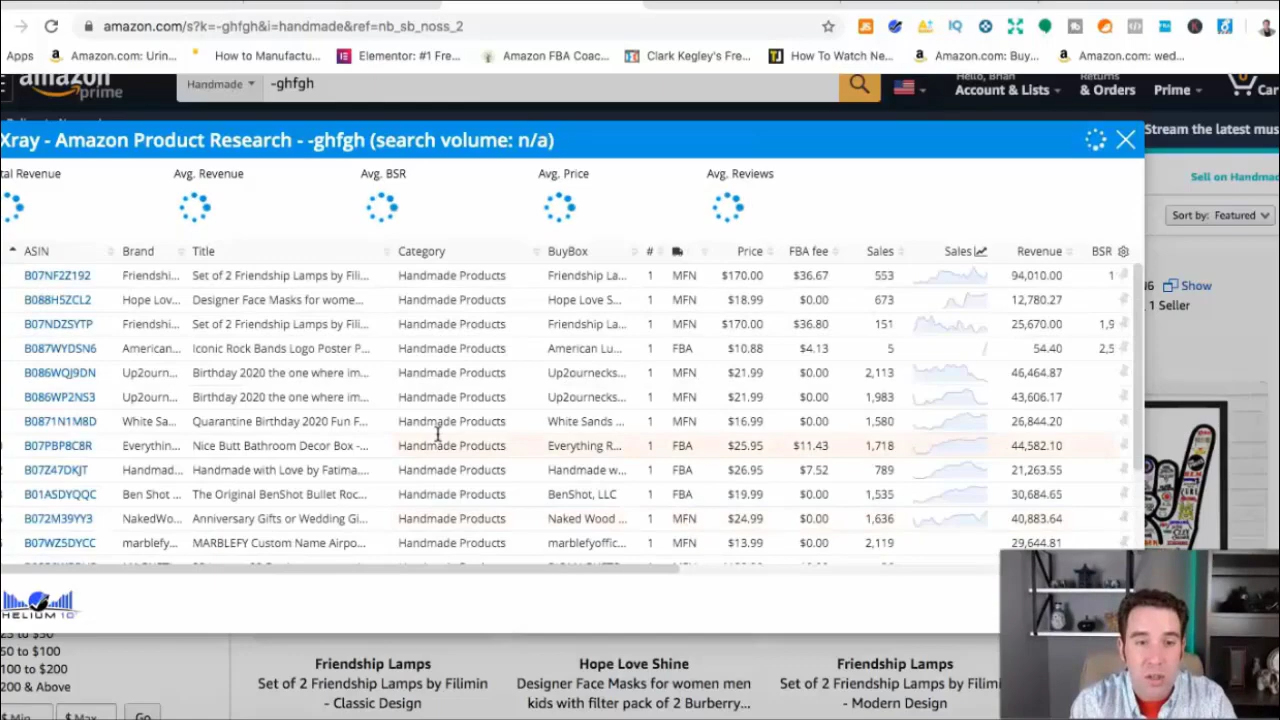 amazon.com/s?k=-ghfgh&i=handmade&ref=nb_sb_noss_2
Apps Amazon.com: Urin... How to Manufactu... Elementor: #1 Fre... Amazon FBA Coac... Clark Kegley's Fre... How To Watch Ne... Amazon.com: Buy... Amazon.com: wed...
amazon prime Handmade -ghfgh Hello, Brian Account & Lists Returns & Orders Prime Car
Xray - Amazon Product Research - -ghfgh (search volume: n/a)
Stream the latest mus
tal Revenue Avg. Revenue Avg. BSR Avg. Price Avg. Reviews
Sell on Handma
Sort by: Featured
ASIN Brand Title Category BuyBox # Price FBA fee Sales Sales Revenue BSR
B07NF2Z192 Friendshi... Set of 2 Friendship Lamps by Fili... Handmade Products Friendship La... 1 MFN $170.00 $36.67 553 94,010.00 1
Show
B088H5ZCL2 Hope Lov... Designer Face Masks for wome... Handmade Products Hope Love S... 1 MFN $18.99 $0.00 673 12,780.27
1 Seller
B07NDZSYTP Friendshi... Set of 2 Friendship Lamps by Fili... Handmade Products Friendship La... 1 MFN $170.00 $36.80 151 25,670.00 1,9
B087WYDSN6 American... Iconic Rock Bands Logo Poster P... Handmade Products American Lu... 1 FBA $10.88 $4.13 5 54.40 2,5
B086WQJ9DN Up2ourn... Birthday 2020 the one where im... Handmade Products Up2ournecks... 1 MFN $21.99 $0.00 2,113 46,464.87
B086WP2NS3 Up2ourn... Birthday 2020 the one where im... Handmade Products Up2ournecks... 1 MFN $21.99 $0.00 1,983 43,606.17
B0871N1M8D White Sa... Quarantine Birthday 2020 Fun F... Handmade Products White Sands ... 1 MFN $16.99 $0.00 1,580 26,844.20
B07PBP8C8R Everythin... Nice Butt Bathroom Decor Box -... Handmade Products Everything R... 1 FBA $25.95 $11.43 1,718 44,582.10
B07Z47DKJT Handmad... Handmade with Love by Fatima... Handmade Products Handmade w... 1 FBA $26.95 $7.52 789 21,263.55
B01ASDYQQC Ben Shot ... The Original BenShot Bullet Roc... Handmade Products BenShot, LLC 1 FBA $19.99 $0.00 1,535 30,684.65
B072M39YY3 NakedWo... Anniversary Gifts or Wedding Gi... Handmade Products Naked Wood ... 1 MFN $24.99 $0.00 1,636 40,883.64
B07WZ5DYCC marblefy... MARBLEFY Custom Name Airpo... Handmade Products marblefyoffic... 1 MFN $13.99 $0.00 2,119 29,644.81
HELIUM 10
25 to $50
50 to $100
100 to $200
200 & Above
$ Min $ Max Go
Friendship Lamps
Set of 2 Friendship Lamps by Filimin
- Classic Design
Hope Love Shine
Designer Face Masks for women men
kids with filter pack of 2 Burberry...
Friendship Lamps
Set of 2 Friendship Lamps by Filimin
- Modern Design